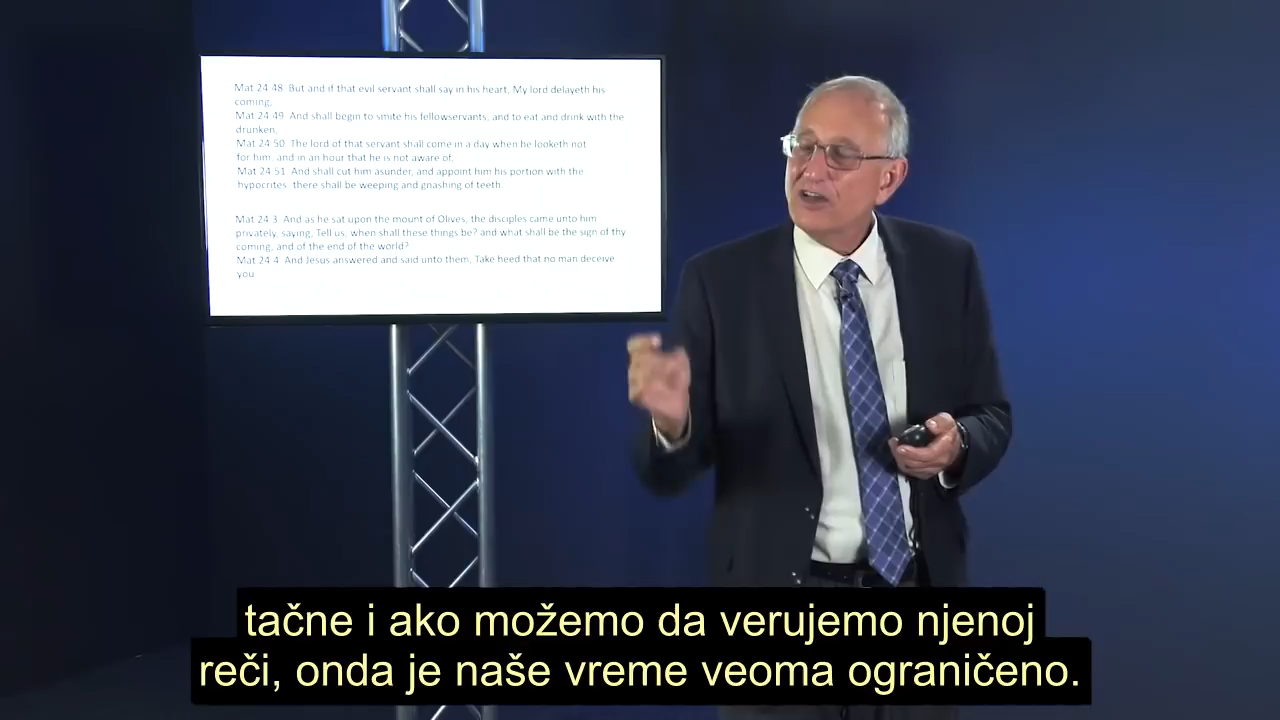 Mat 24:48 But and if that evil servant shall say in his heart, My lord delayeth his
coming;
Mat 24:49 And shall begin to smite his fellowservants, and to eat and drink with the
drunken;
Mat 24:50 The lord of that servant shall come in a day when he looketh not
for him, and in an hour that he is not aware of,
Mat 24:51 And shall cut him asunder, and appoint him his portion with the
hypocrites: there shall be weeping and gnashing of teeth.
Mat 24:3 And as he sat upon the mount of Olives, the disciples came unto him
privately, saying, Tell us, when shall these things be? and what shall be the sign of thy
coming, and of the end of the world?
Mat 24:4 And Jesus answered and said unto them, Take heed that no man deceive
you.
tačne i ako možemo da verujemo njenoj
reči, onda je naše vreme veoma ograničeno.